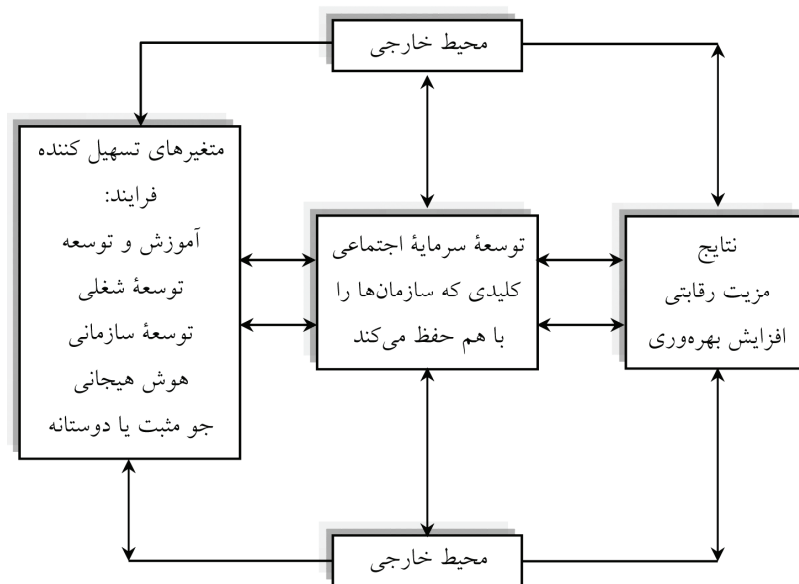 محیط خارجی
نتایج
مزیت رقابتی
افزایش بهره‌وری
توسعهٔ سرمایهٔ اجتماعی
کلیدی که سازمان‌ها را
با هم حفظ می‌کند
متغیرهای تسهیل کننده
فرایند:
آموزش و توسعه
توسعهٔ شغلی
توسعهٔ سازمانی
هوش هیجانی
جو مثبت یا دوستانه
محیط خارجی